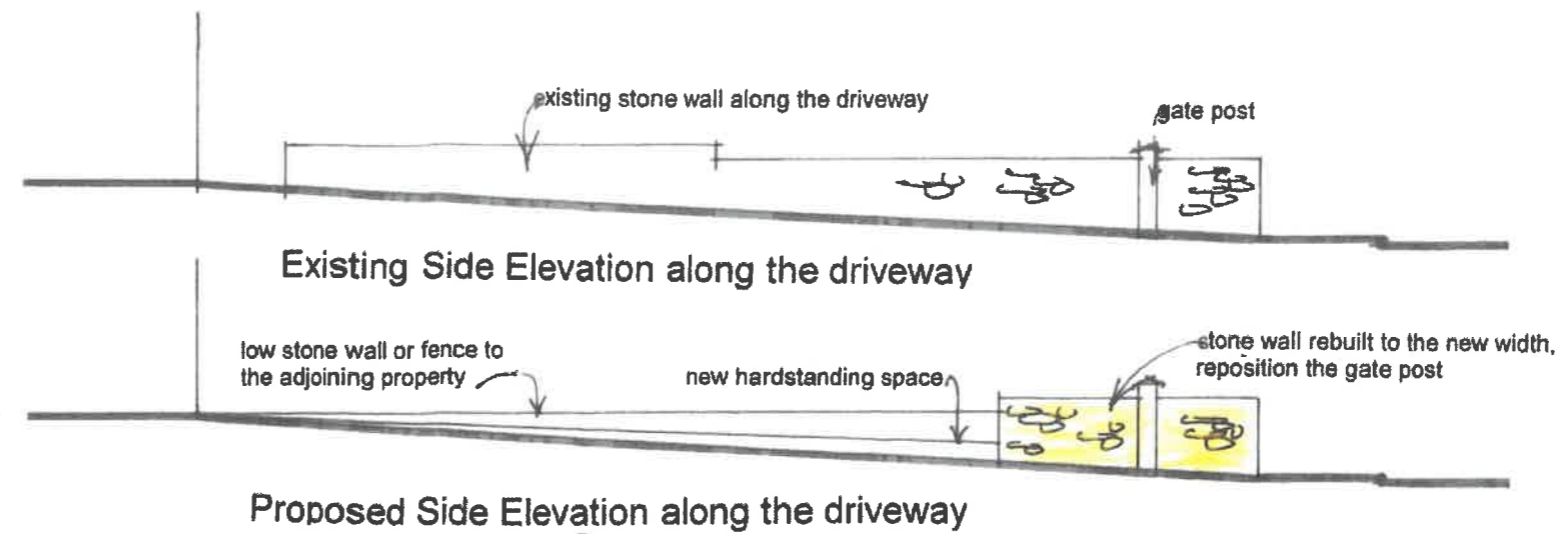 existing stone wall along the driveway
gate post
Existing Side Elevation along the driveway
low stone wall or fence to
the adjoining property
new hardstanding space
stone wall rebuilt to the new width,
reposition the gate post
Proposed Side Elevation along the driveway